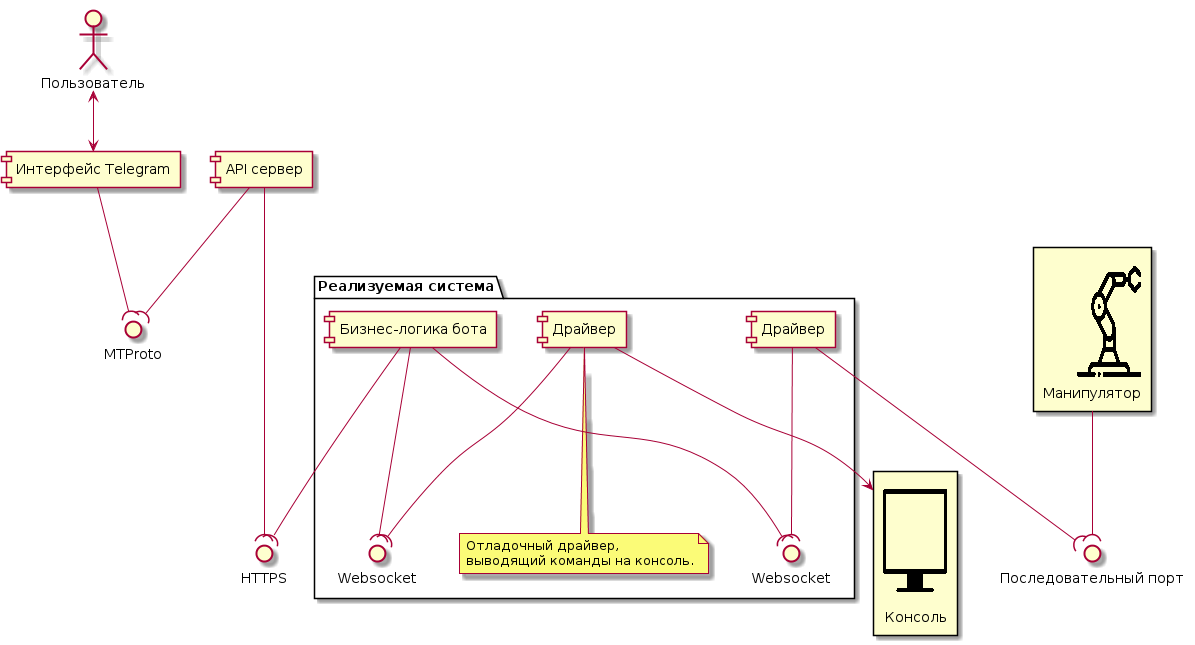 Пользователь
Интерфейс Telegram
API сервер
MTProto
Реализуемая система
Бизнес-логика бота
Драйвер
Драйвер
Манипулятор
Отладочный драйвер,
выводящий команды на консоль.
HTTPS
Websocket
Websocket
Консоль
Последовательный порт